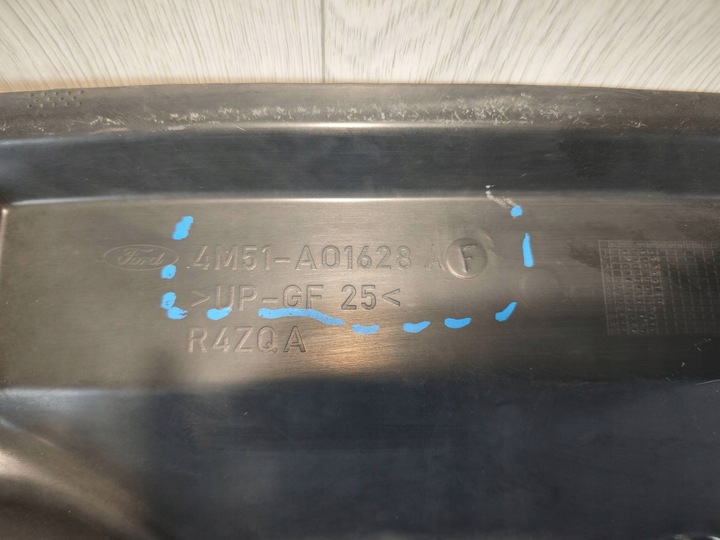 Ford 4M51-A01628 A F
>UP-GF 25<
R4ZQA